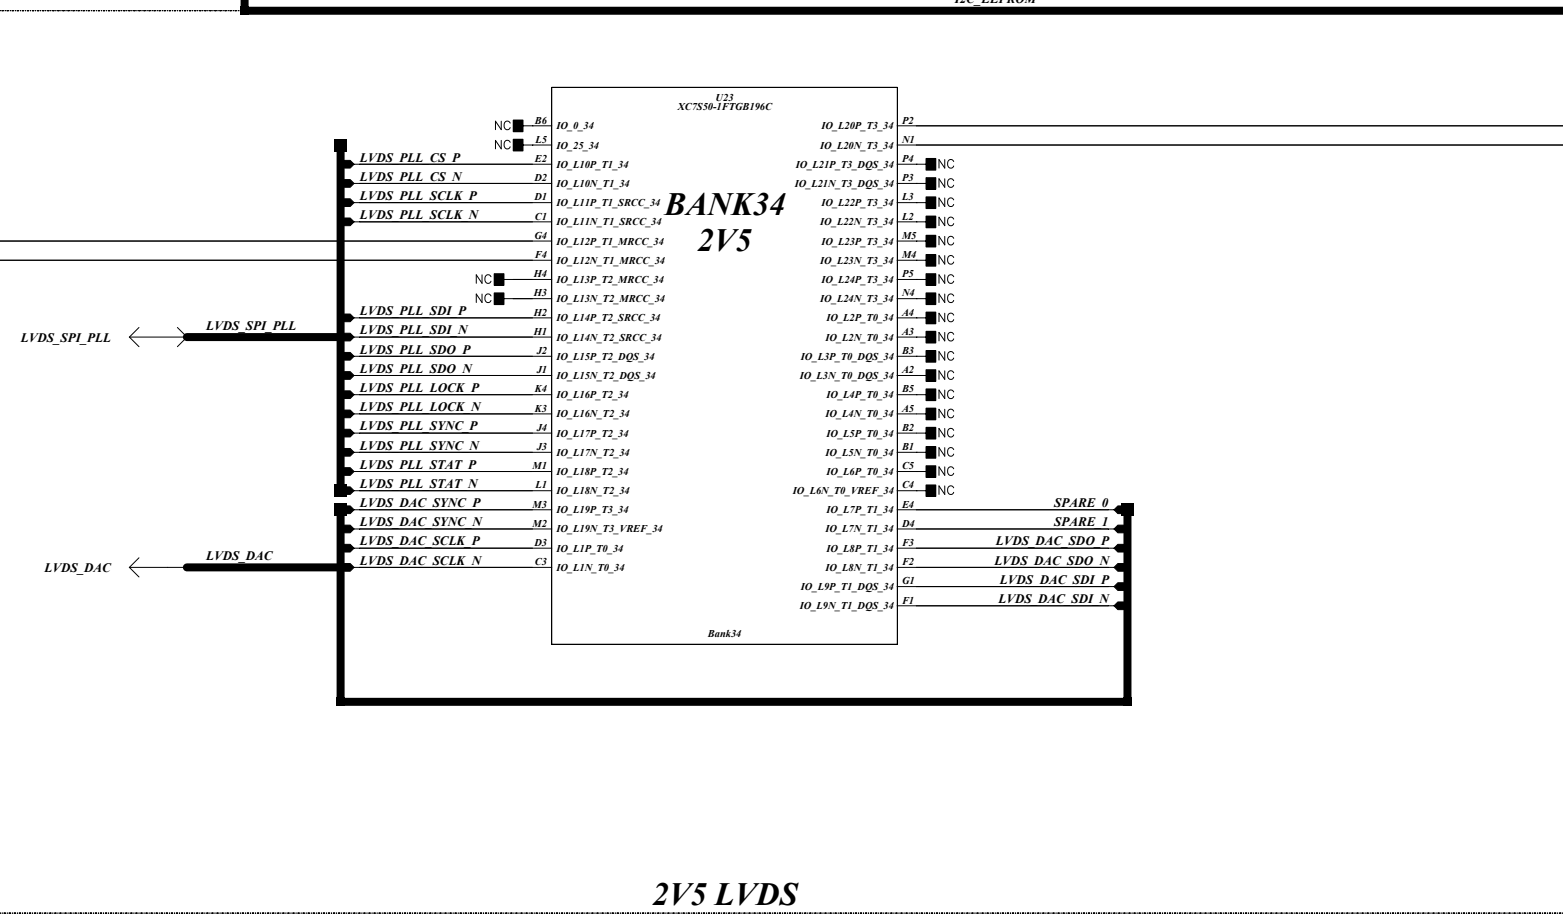 I2C_EEPROM
U23
XC7S50-1FTGB196C
BANK34
2V5
NC B6 IO_0_34
NC L5 IO_25_34
LVDS_PLL_CS_P E2 IO_L10P_T1_34
LVDS_PLL_CS_N D2 IO_L10N_T1_34
LVDS_PLL_SCLK_P D1 IO_L11P_T1_SRCC_34
LVDS_PLL_SCLK_N C1 IO_L11N_T1_SRCC_34
G4 IO_L12P_T1_MRCC_34
F4 IO_L12N_T1_MRCC_34
NC H4 IO_L13P_T2_MRCC_34
NC H3 IO_L13N_T2_MRCC_34
LVDS_PLL_SDI_P H2 IO_L14P_T2_SRCC_34
LVDS_SPI_PLL LVDS_SPI_PLL LVDS_PLL_SDI_N H1 IO_L14N_T2_SRCC_34
LVDS_PLL_SDO_P J2 IO_L15P_T2_DQS_34
LVDS_PLL_SDO_N J1 IO_L15N_T2_DQS_34
LVDS_PLL_LOCK_P K4 IO_L16P_T2_34
LVDS_PLL_LOCK_N K3 IO_L16N_T2_34
LVDS_PLL_SYNC_P J4 IO_L17P_T2_34
LVDS_PLL_SYNC_N J3 IO_L17N_T2_34
LVDS_PLL_STAT_P M1 IO_L18P_T2_34
LVDS_PLL_STAT_N L1 IO_L18N_T2_34
LVDS_DAC_SYNC_P M3 IO_L19P_T3_34
LVDS_DAC_SYNC_N M2 IO_L19N_T3_VREF_34
LVDS_DAC_SCLK_P D3 IO_L1P_T0_34
LVDS_DAC LVDS_DAC LVDS_DAC_SCLK_N C3 IO_L1N_T0_34
IO_L20P_T3_34 P2
IO_L20N_T3_34 N1
IO_L21P_T3_DQS_34 P4 NC
IO_L21N_T3_DQS_34 P3 NC
IO_L22P_T3_34 L3 NC
IO_L22N_T3_34 L2 NC
IO_L23P_T3_34 M5 NC
IO_L23N_T3_34 M4 NC
IO_L24P_T3_34 P5 NC
IO_L24N_T3_34 N4 NC
IO_L2P_T0_34 A4 NC
IO_L2N_T0_34 A3 NC
IO_L3P_T0_DQS_34 B3 NC
IO_L3N_T0_DQS_34 A2 NC
IO_L4P_T0_34 B5 NC
IO_L4N_T0_34 A5 NC
IO_L5P_T0_34 B2 NC
IO_L5N_T0_34 B1 NC
IO_L6P_T0_34 C5 NC
IO_L6N_T0_VREF_34 C4 NC
IO_L7P_T1_34 E4 SPARE_0
IO_L7N_T1_34 D4 SPARE_1
IO_L8P_T1_34 F3 LVDS_DAC_SDO_P
IO_L8N_T1_34 F2 LVDS_DAC_SDO_N
IO_L9P_T1_DQS_34 G1 LVDS_DAC_SDI_P
IO_L9N_T1_DQS_34 F1 LVDS_DAC_SDI_N
Bank34
2V5 LVDS